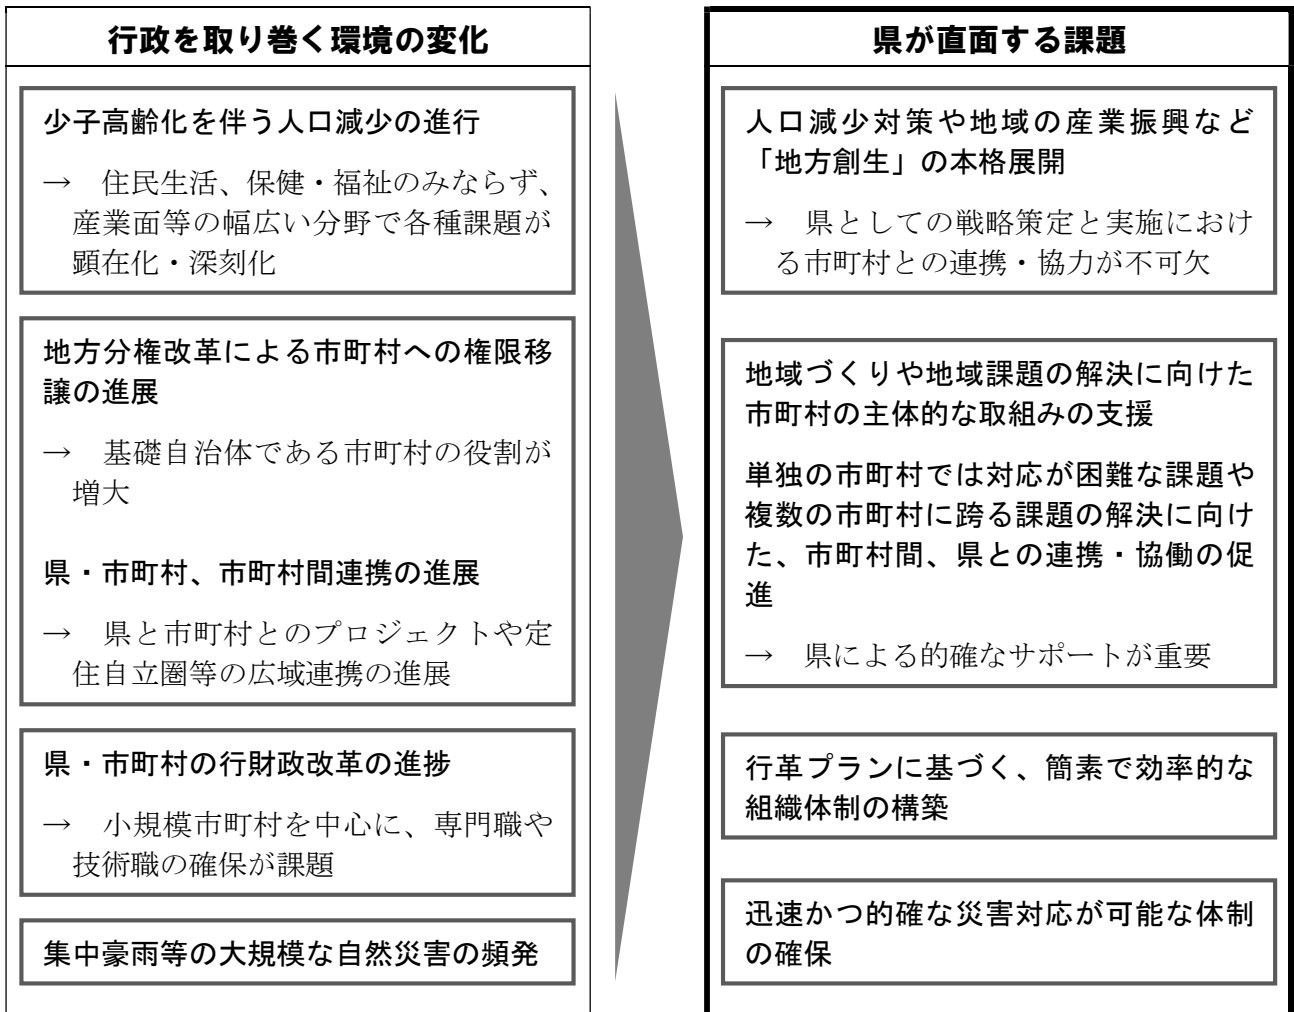 行政を取り巻く環境の変化
少子高齢化を伴う人口減少の進行
→　住民生活、保健・福祉のみならず、
産業面等の幅広い分野で各種課題が
顕在化・深刻化
地方分権改革による市町村への権限移
譲の進展
→　基礎自治体である市町村の役割が
増大
県・市町村、市町村間連携の進展
→　県と市町村とのプロジェクトや定
住自立圏等の広域連携の進展
県・市町村の行財政改革の進捗
→　小規模市町村を中心に、専門職や
技術職の確保が課題
集中豪雨等の大規模な自然災害の頻発
県が直面する課題
人口減少対策や地域の産業振興など
「地方創生」の本格展開
→　県としての戦略策定と実施におけ
る市町村との連携・協力が不可欠
地域づくりや地域課題の解決に向けた
市町村の主体的な取組みの支援
単独の市町村では対応が困難な課題や
複数の市町村に跨る課題の解決に向け
た、市町村間、県との連携・協働の促
進
→　県による的確なサポートが重要
行革プランに基づく、簡素で効率的な
組織体制の構築
迅速かつ的確な災害対応が可能な体制
の確保